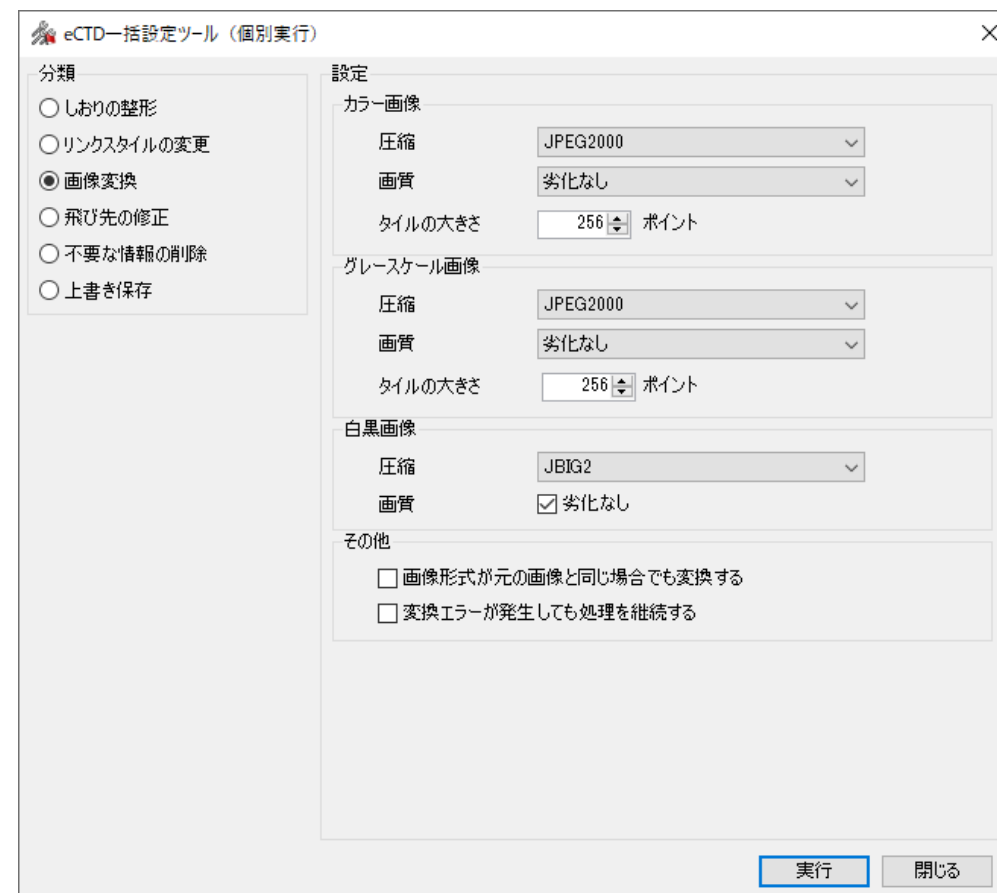 eCTD一括設定ツール（個別実行）
分類
しおりの整形
リンクスタイルの変更
画像変換
飛び先の修正
不要な情報の削除
上書き保存
設定
カラー画像
圧縮 JPEG2000
画質 劣化なし
タイルの大きさ 256 ポイント
グレースケール画像
圧縮 JPEG2000
画質 劣化なし
タイルの大きさ 256 ポイント
白黒画像
圧縮 JBIG2
画質 劣化なし
その他
画像形式が元の画像と同じ場合でも変換する
変換エラーが発生しても処理を継続する
実行 閉じる